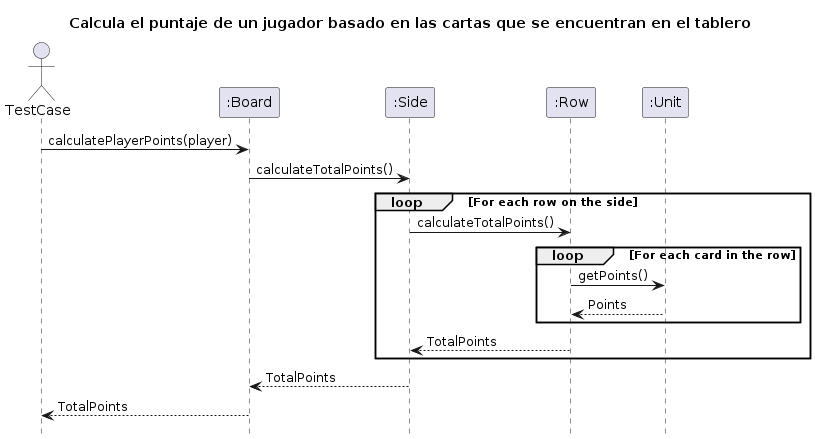 Calcula el puntaje de un jugador basado en las cartas que se encuentran en el tablero
TestCase
:Board
:Side
:Row
:Unit
calculatePlayerPoints(player)
calculateTotalPoints()
loop
[For each row on the side]
calculateTotalPoints()
loop
[For each card in the row]
getPoints()
Points
TotalPoints
TotalPoints
TotalPoints